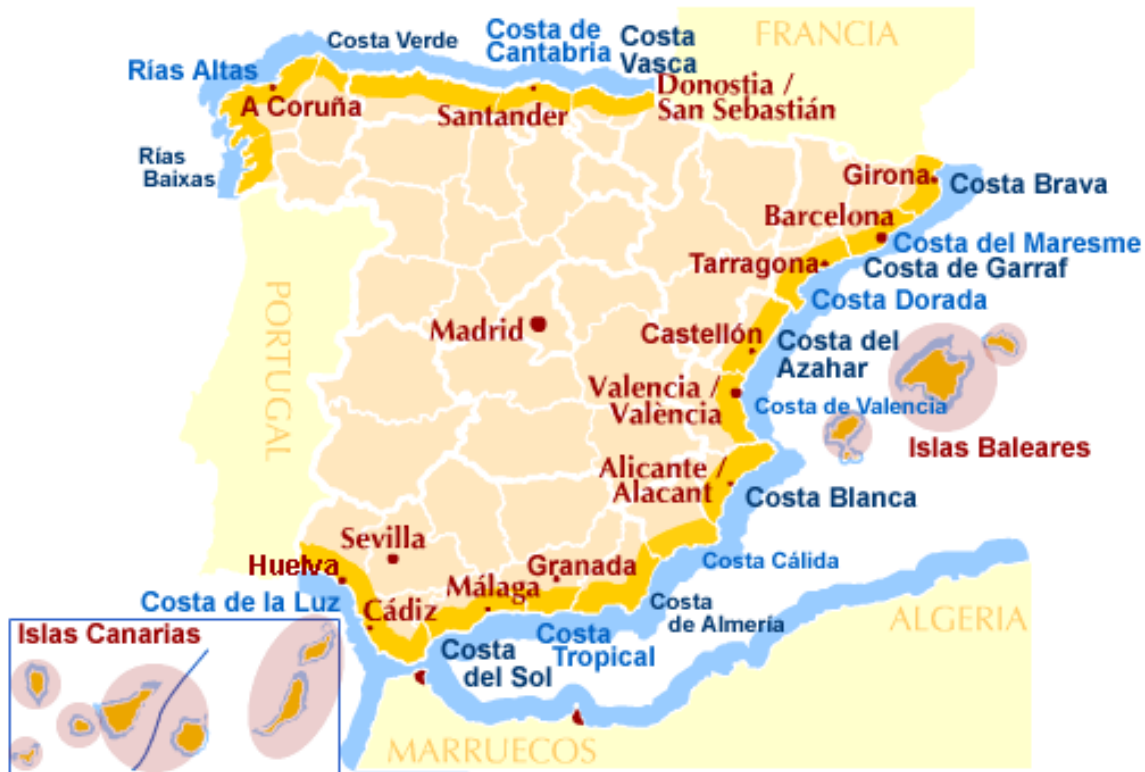 Costa Verde
Costa de
Cantabria
Costa
Vasca
FRANCIA
Rías Altas
A Coruña
Santander
Donostia /
San Sebastián
Rías
Baixas
Girona
Costa Brava
Barcelona
Costa del Maresme
Tarragona
Costa de Garraf
Costa Dorada
PORTUGAL
Madrid
Castellón
Costa del
Azahar
Valencia /
València
Costa de Valencia
Islas Baleares
Alicante /
Alacant
Costa Blanca
Sevilla
Huelva
Granada
Costa Cálida
Málaga
Costa de la Luz
Cádiz
Costa
de Almería
ALGERIA
Islas Canarias
Costa
del Sol
Costa
Tropical
MARRUECOS